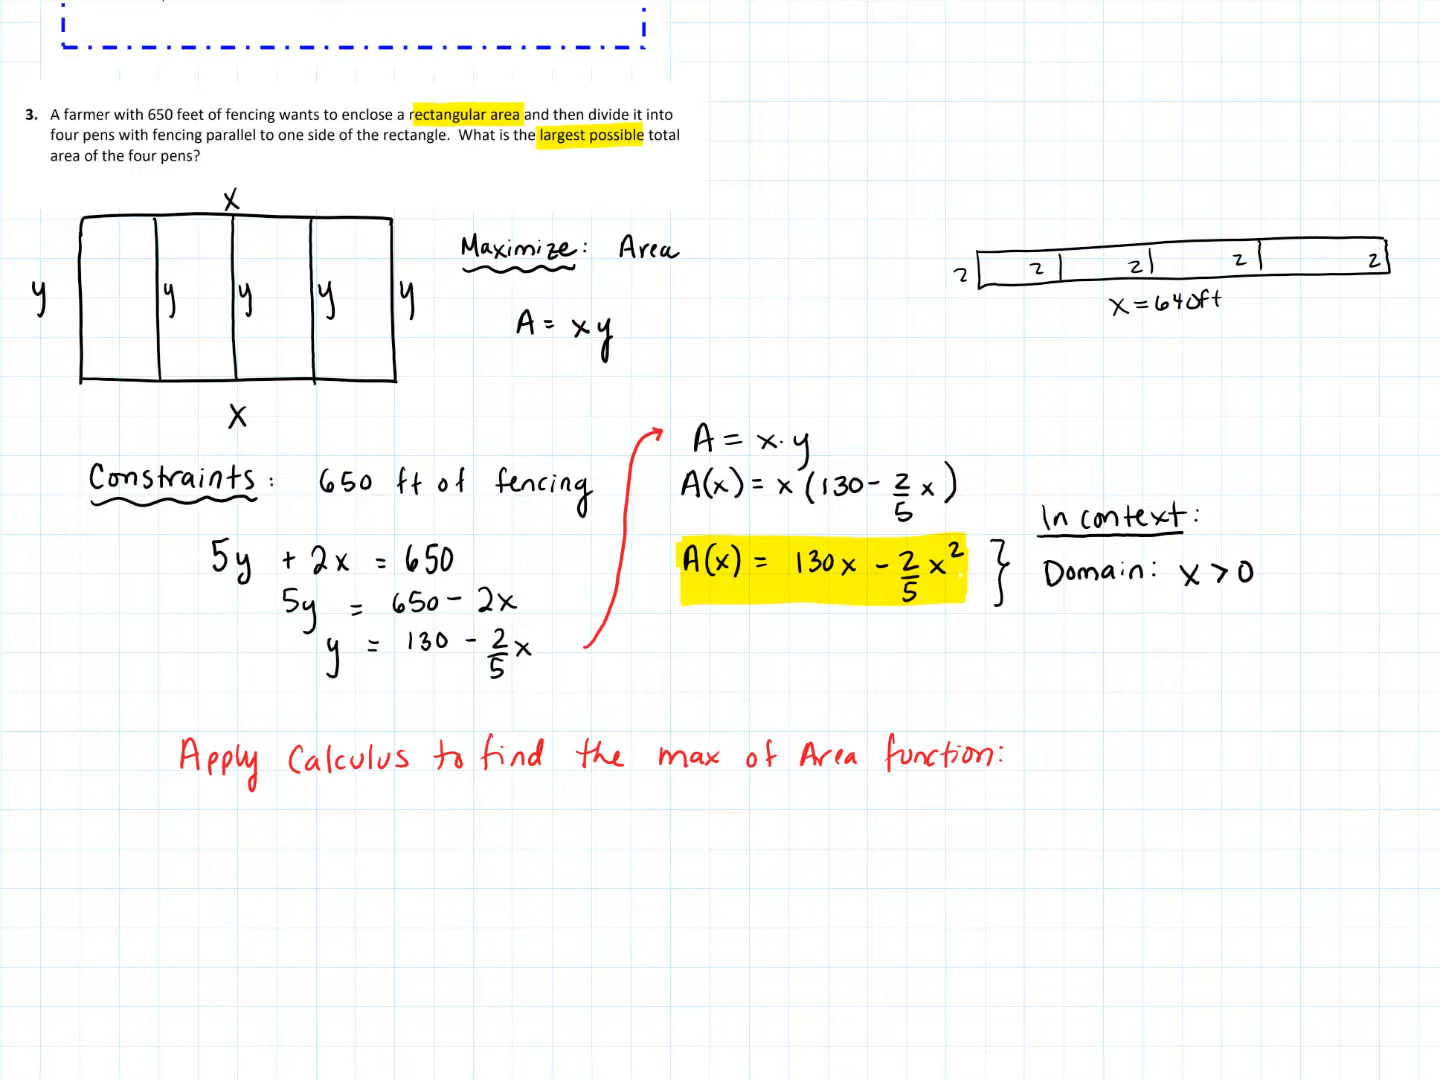 3. A farmer with 650 feet of fencing wants to enclose a rectangular area and then divide it into
four pens with fencing parallel to one side of the rectangle. What is the largest possible total
area of the four pens?
x
y y y y y
x
Maximize: Area
A = xy
2 2 2 2 2
x = 640ft
Constraints: 650 ft of fencing
5y + 2x = 650
5y = 650 - 2x
y = 130 - 2/5 x
A = x · y
A(x) = x (130 - 2/5 x)
A(x) = 130x - 2/5 x²
In context:
Domain: x > 0
Apply Calculus to find the max of Area function: